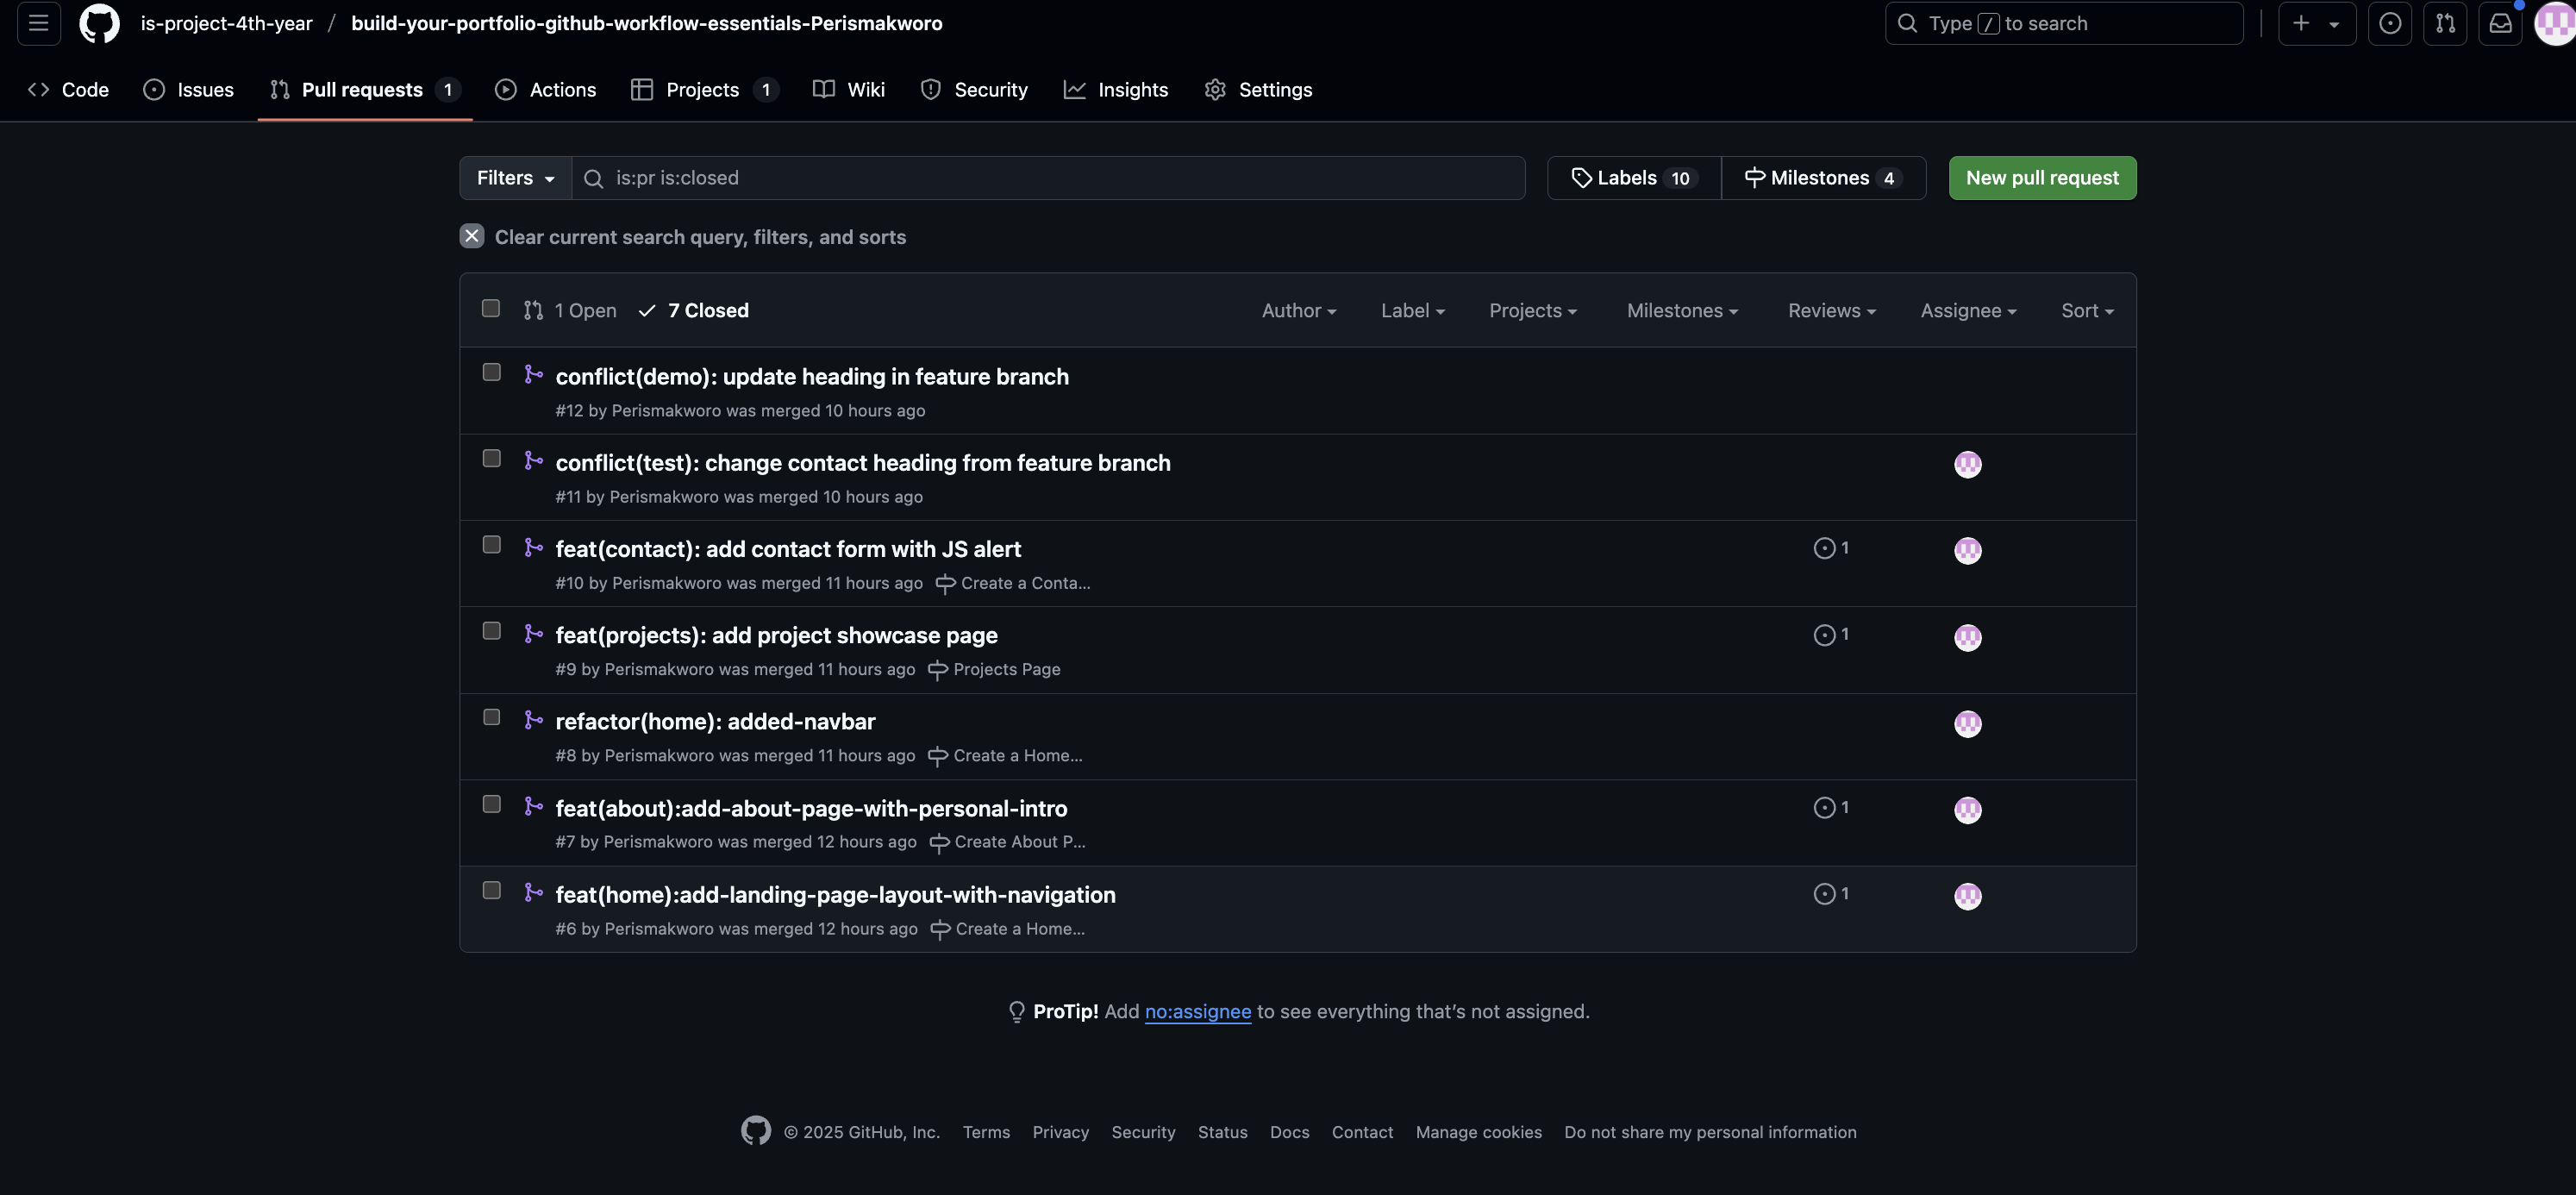 is-project-4th-year / build-your-portfolio-github-workflow-essentials-Perismakworo
Type / to search
Code Issues Pull requests 1 Actions Projects 1 Wiki Security Insights Settings
Filters is:pr is:closed Labels 10 Milestones 4 New pull request
Clear current search query, filters, and sorts
1 Open 7 Closed Author Label Projects Milestones Reviews Assignee Sort
conflict(demo): update heading in feature branch
#12 by Perismakworo was merged 10 hours ago
conflict(test): change contact heading from feature branch
#11 by Perismakworo was merged 10 hours ago
feat(contact): add contact form with JS alert 1
#10 by Perismakworo was merged 11 hours ago Create a Conta...
feat(projects): add project showcase page 1
#9 by Perismakworo was merged 11 hours ago Projects Page
refactor(home): added-navbar
#8 by Perismakworo was merged 11 hours ago Create a Home...
feat(about):add-about-page-with-personal-intro 1
#7 by Perismakworo was merged 12 hours ago Create About P...
feat(home):add-landing-page-layout-with-navigation 1
#6 by Perismakworo was merged 12 hours ago Create a Home...
ProTip! Add no:assignee to see everything that's not assigned.
© 2025 GitHub, Inc. Terms Privacy Security Status Docs Contact Manage cookies Do not share my personal information